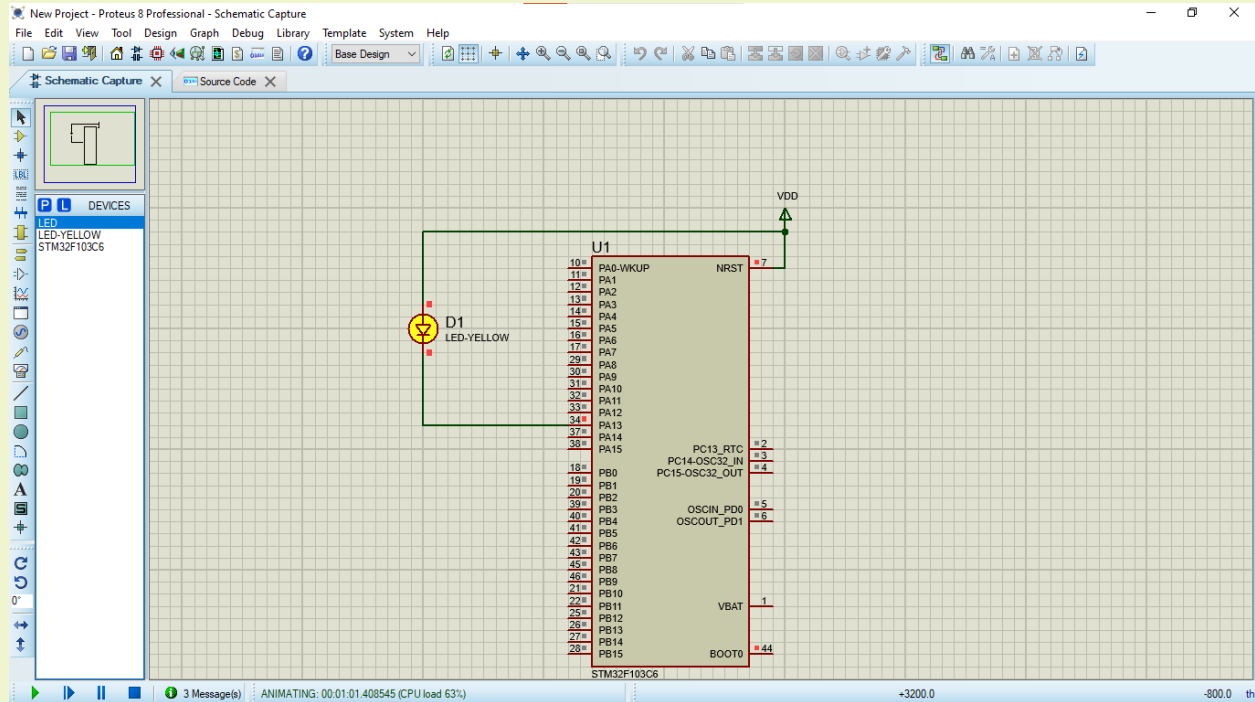 New Project - Proteus 8 Professional - Schematic Capture
File Edit View Tool Design Graph Debug Library Template System Help
Base Design
Schematic Capture
Source Code
LBL
P L DEVICES
LED
LED-YELLOW
STM32F103C6
A
S
0°
VDD
U1
D1
LED-YELLOW
10 PA0-WKUP
11 PA1
12 PA2
13 PA3
14 PA4
15 PA5
16 PA6
17 PA7
29 PA8
30 PA9
31 PA10
32 PA11
33 PA12
34 PA13
37 PA14
38 PA15
18 PB0
19 PB1
20 PB2
39 PB3
40 PB4
41 PB5
42 PB6
43 PB7
45 PB8
46 PB9
21 PB10
22 PB11
25 PB12
26 PB13
27 PB14
28 PB15
NRST 7
PC13_RTC 2
PC14-OSC32_IN 3
PC15-OSC32_OUT 4
OSCIN_PD0 5
OSCOUT_PD1 6
VBAT 1
BOOT0 44
STM32F103C6
3 Message(s)
ANIMATING: 00:01:01.408545 (CPU load 63%)
+3200.0
-800.0 th